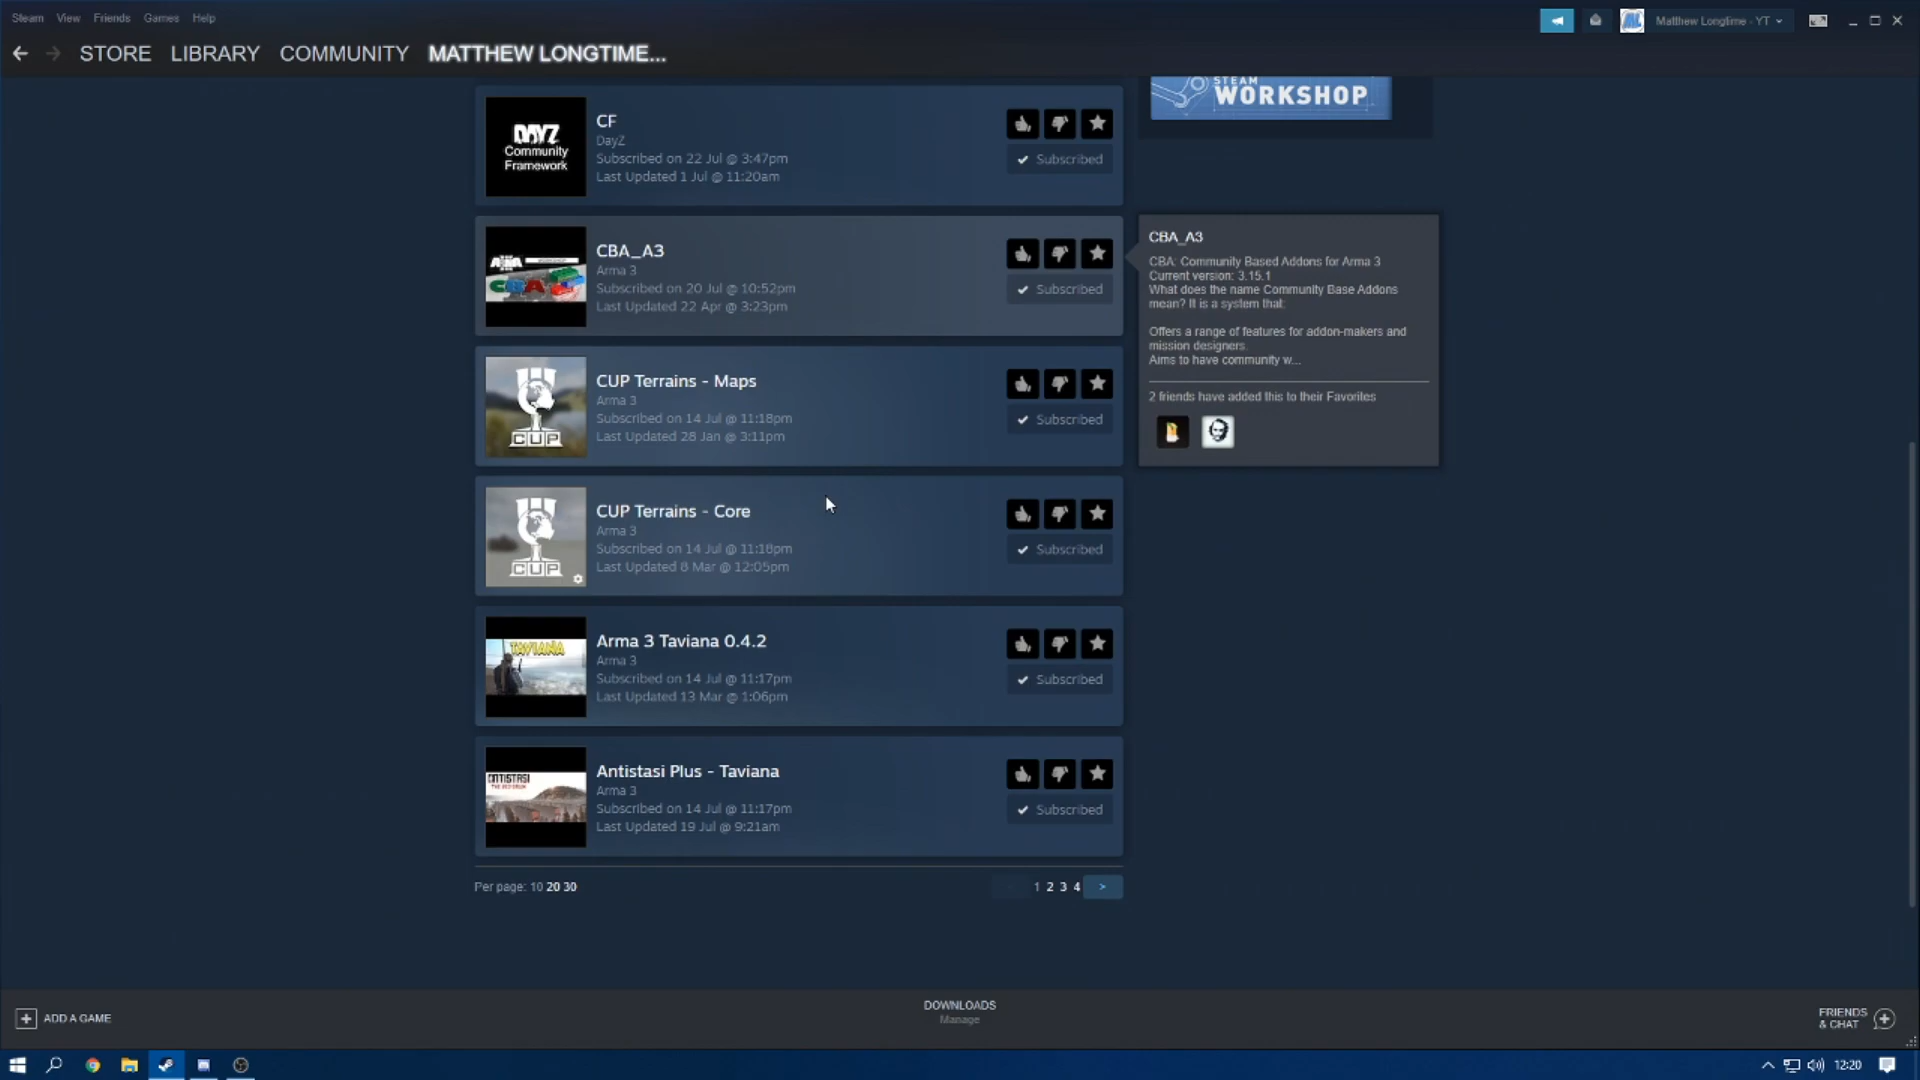 Steam View Friends Games Help
Matthew Longtime - YT
STORE LIBRARY COMMUNITY MATTHEW LONGTIME...
STEAM
WORKSHOP
DAYZ
Community
Framework
CF
DayZ
Subscribed on 22 Jul @ 3:47pm
Last Updated 1 Jul @ 11:20am
Subscribed
ARMA
CBA
CBA_A3
Arma 3
Subscribed on 20 Jul @ 10:52pm
Last Updated 22 Apr @ 3:23pm
Subscribed
CBA_A3
CBA: Community Based Addons for Arma 3
Current version: 3.15.1
What does the name Community Base Addons
mean? It is a system that:
Offers a range of features for addon-makers and
mission designers.
Aims to have community w...
2 friends have added this to their Favorites
CUP
CUP Terrains - Maps
Arma 3
Subscribed on 14 Jul @ 11:18pm
Last Updated 28 Jan @ 3:11pm
Subscribed
CUP
CUP Terrains - Core
Arma 3
Subscribed on 14 Jul @ 11:18pm
Last Updated 8 Mar @ 12:05pm
Subscribed
TAVIANA
Arma 3 Taviana 0.4.2
Arma 3
Subscribed on 14 Jul @ 11:17pm
Last Updated 13 Mar @ 1:06pm
Subscribed
ANTISTASI
Antistasi Plus - Taviana
Arma 3
Subscribed on 14 Jul @ 11:17pm
Last Updated 19 Jul @ 9:21am
Subscribed
Per page: 10 20 30
1 2 3 4 >
ADD A GAME
DOWNLOADS
Manage
FRIENDS
& CHAT
12:20